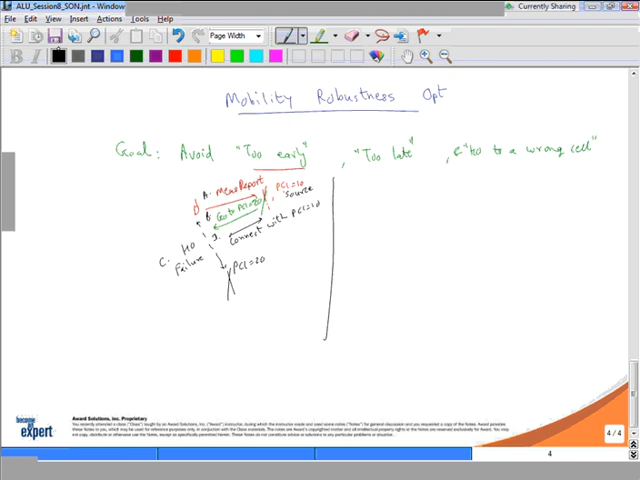 ALU_Session8_SON.jnt - Window
Currently Sharing
File Edit View Insert Actions Tools Help
Page Width
Mobility Robustness Opt
Goal: Avoid "Too early", "Too late", & "HO to a wrong cell"
A. Meas Report
PCI=10
Source
B. Go to PCI=20
Connect with PCI=10
C. HO
Failure
PCI=20
become an expert
Award Solutions, Inc. Proprietary
4 / 4
4